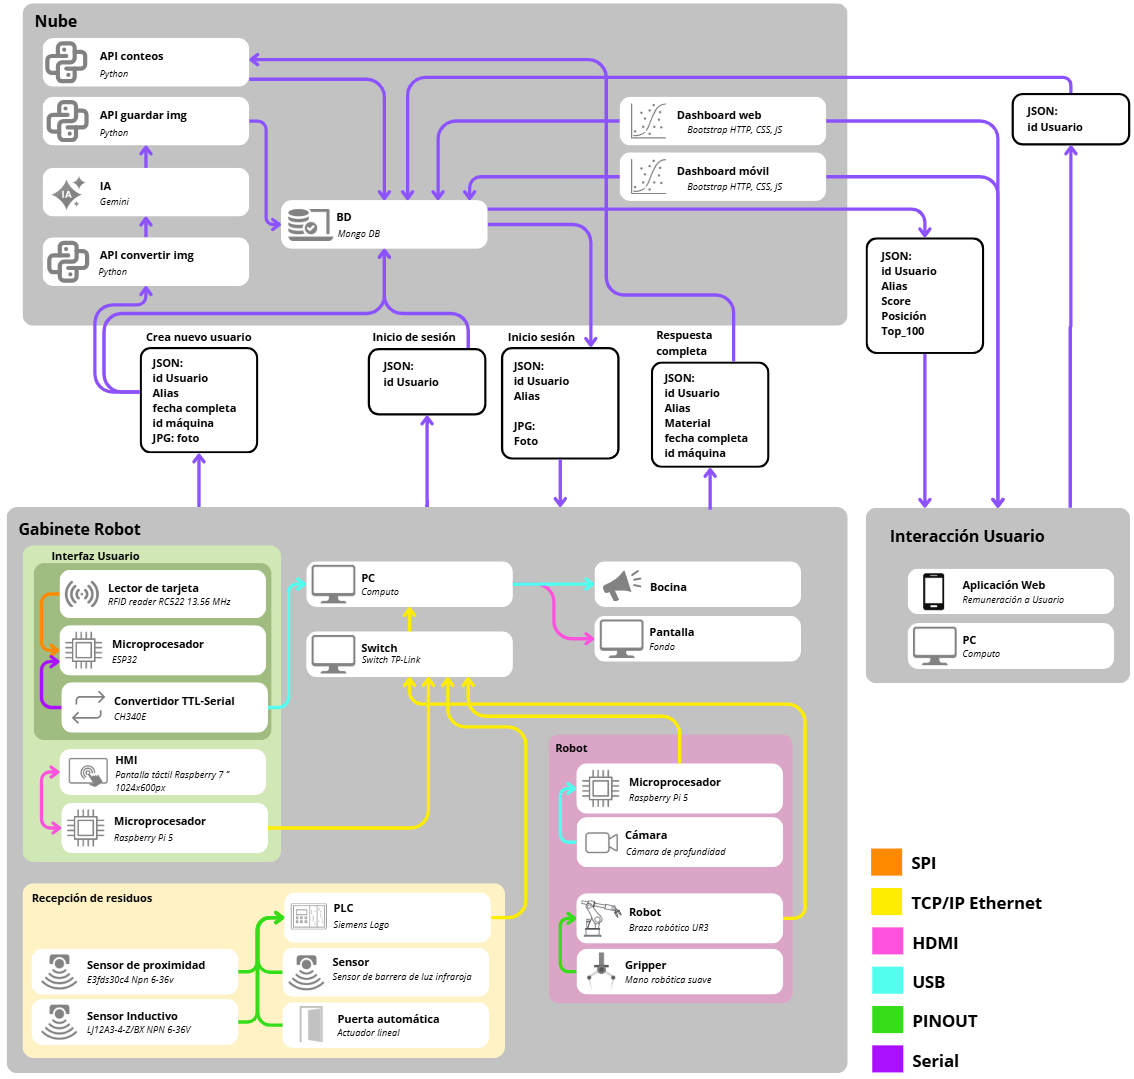 Nube
API conteos
Python
API guardar img
Python
IA
IA
Gemini
API convertir img
Python
BD
Mongo DB
Dashboard web
Bootstrap HTTP, CSS, JS
Dashboard móvil
Bootstrap HTTP, CSS, JS
JSON:
id Usuario
JSON:
id Usuario
Alias
Score
Posición
Top_100
Crea nuevo usuario
JSON:
id Usuario
Alias
fecha completa
id máquina
JPG: foto
Inicio de sesión
JSON:
id Usuario
Inicio sesión
JSON:
id Usuario
Alias
JPG:
Foto
Respuesta
completa
JSON:
id Usuario
Alias
Material
fecha completa
id máquina
Gabinete Robot
Interfaz Usuario
Lector de tarjeta
RFID reader RC522 13.56 MHz
Microprocesador
ESP32
Convertidor TTL-Serial
CH340E
HMI
Pantalla táctil Raspberry 7 ”
1024x600px
Microprocesador
Raspberry Pi 5
PC
Computo
Switch
Switch TP-Link
Bocina
Pantalla
Fondo
Robot
Microprocesador
Raspberry Pi 5
Cámara
Cámara de profundidad
Robot
Brazo robótico UR3
Gripper
Mano robótica suave
Recepción de residuos
PLC
Siemens Logo
Sensor de proximidad
E3fds30c4 Npn 6-36v
Sensor
Sensor de barrera de luz infraroja
Sensor Inductivo
LJ12A3-4-Z/BX NPN 6-36V
Puerta automática
Actuador lineal
Interacción Usuario
Aplicación Web
Remuneración a Usuario
PC
Computo
SPI
TCP/IP Ethernet
HDMI
USB
PINOUT
Serial